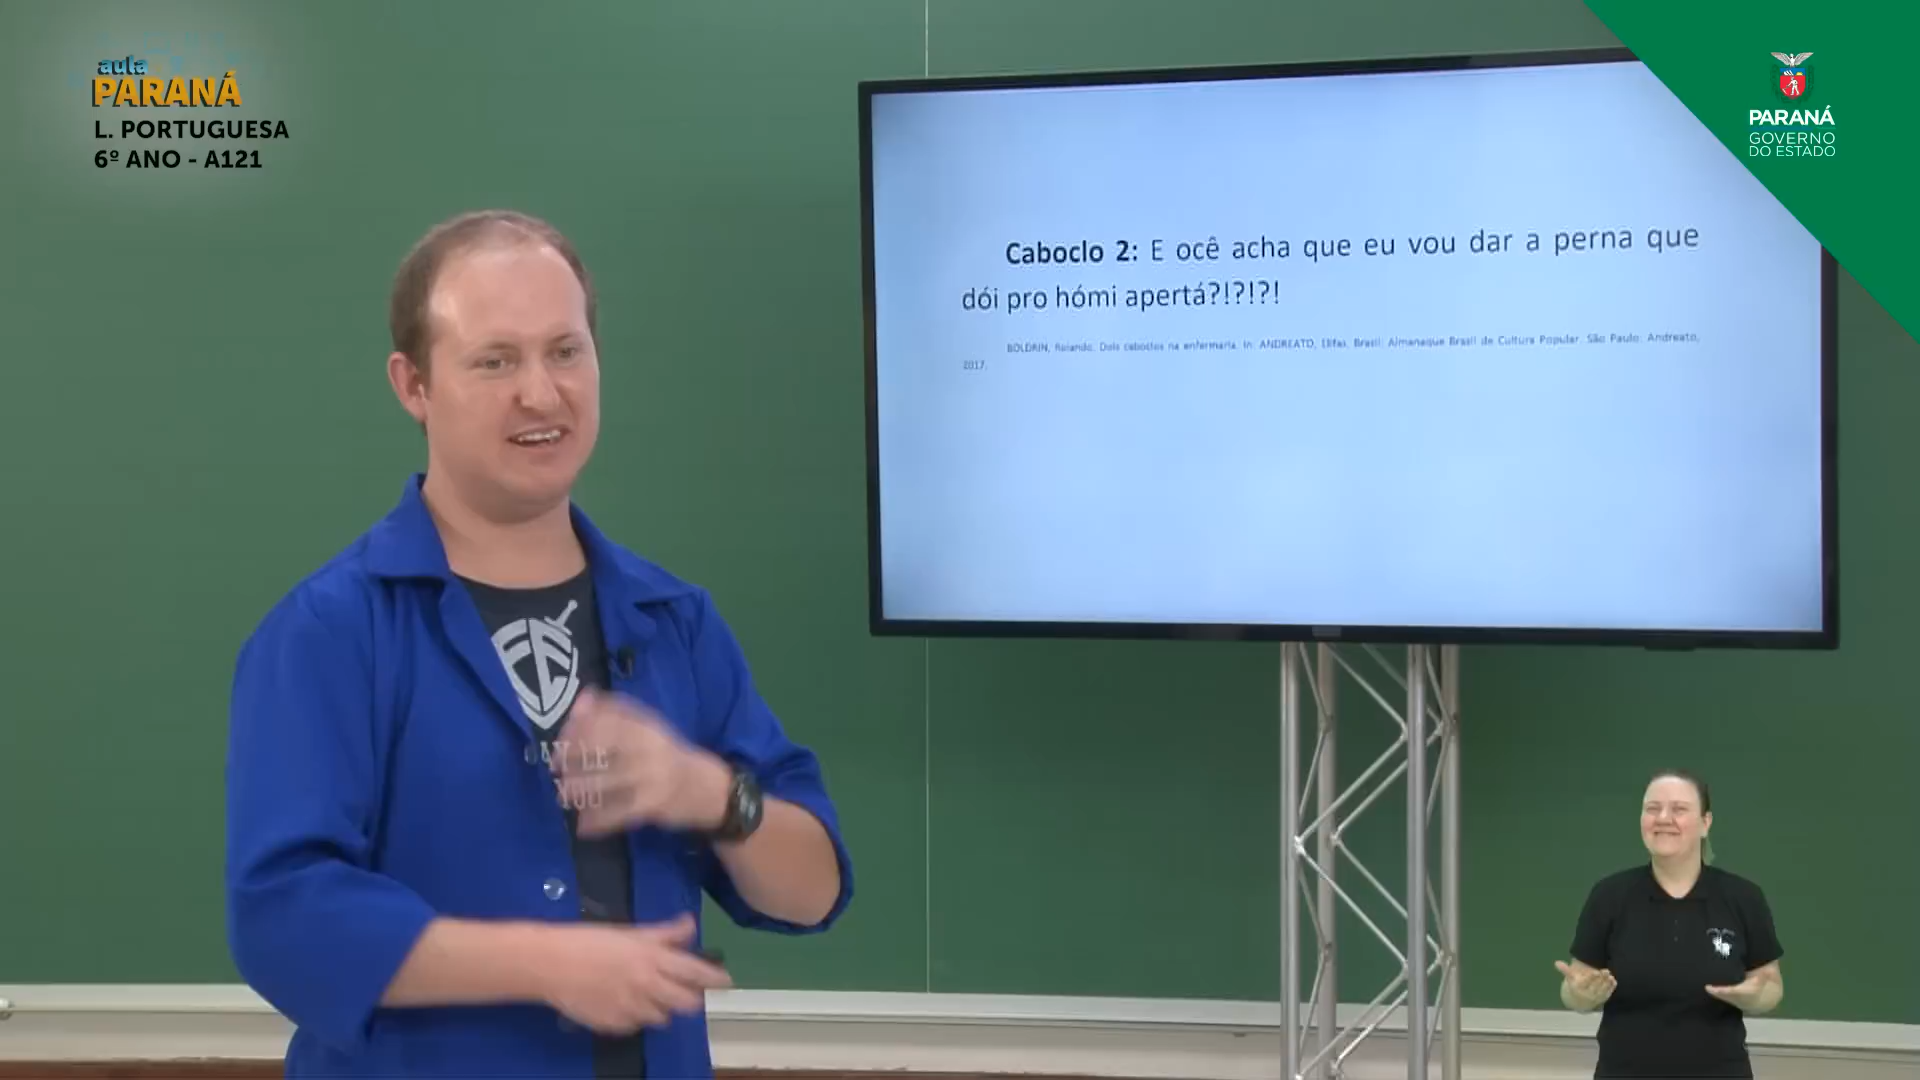 aula
PARANÁ
L. PORTUGUESA
6º ANO - A121
PARANÁ
GOVERNO
DO ESTADO
Caboclo 2: E ocê acha que eu vou dar a perna que
dói pro hómi apertá?!?!?!
BOLDRIN, Rolando. Dois caboclos na enfermaria. In: ANDREATO, Elifas. Brasil: Almanaque Brasil de Cultura Popular. São Paulo: Andreato,
2017.
FÉ
YOU